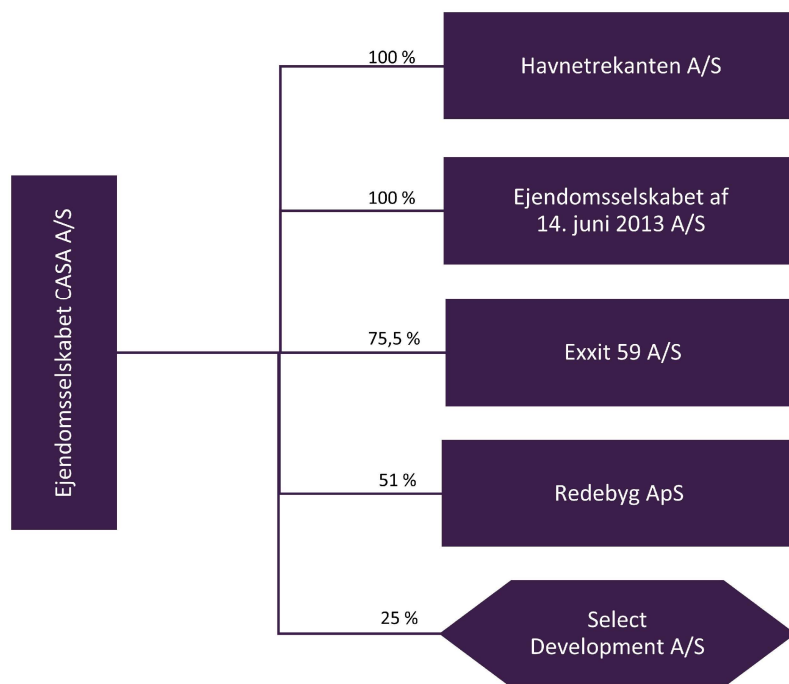 Ejendomsselskabet CASA A/S
100 %
Havnetrekanten A/S
100 %
Ejendomsselskabet af
14. juni 2013 A/S
75,5 %
Exxit 59 A/S
51 %
Redebyg ApS
25 %
Select
Development A/S